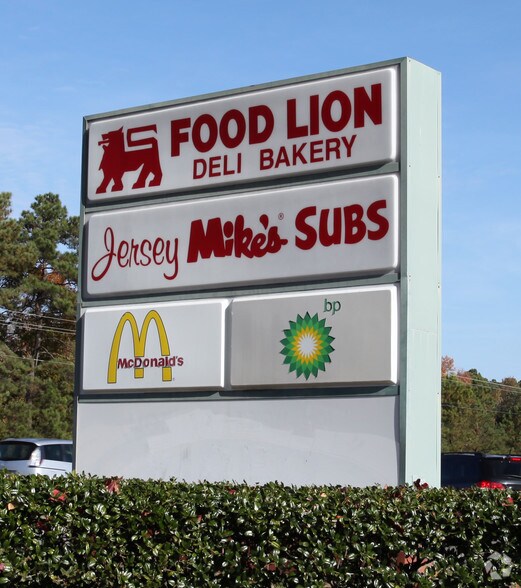 FOOD LION
DELI BAKERY
Jersey Mike's® SUBS
McDonald's
bp